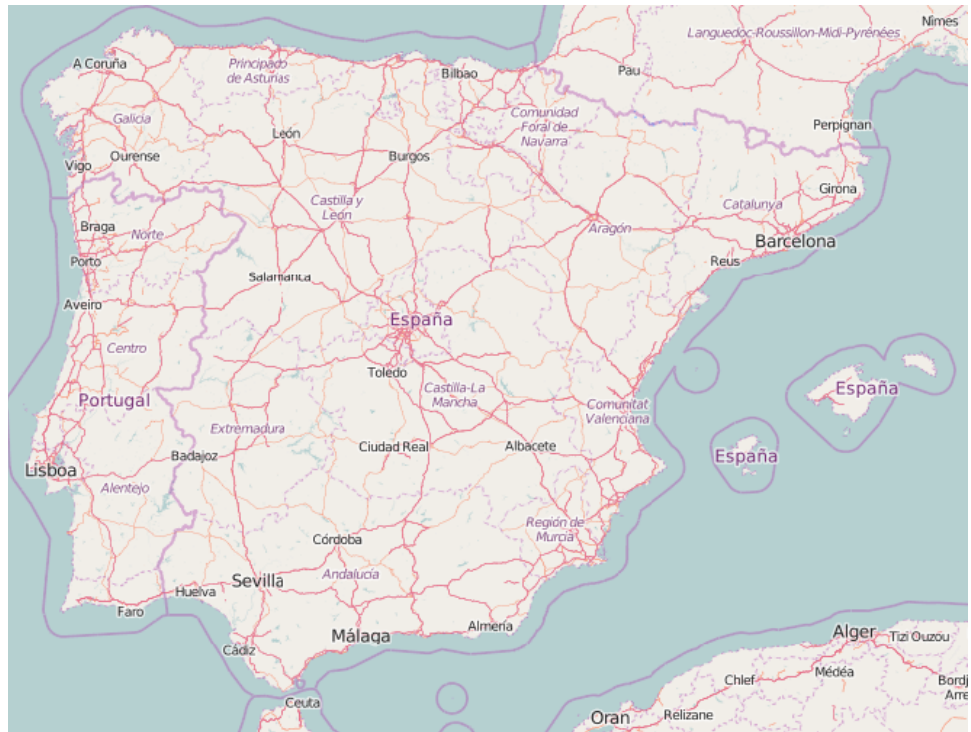 Nîmes
Languedoc-Roussillon-Midi-Pyrénées
A Coruña
Principado
de Asturias
Bilbao
Pau
Galicia
Comunidad
Foral de
Navarra
Perpignan
León
Vigo
Ourense
Burgos
Girona
Castilla y
León
Catalunya
Braga
Norte
Aragón
Barcelona
Porto
Reus
Salamanca
Aveiro
España
Centro
Toledo
Castilla-La
Mancha
España
Portugal
Comunitat
Valenciana
Extremadura
Ciudad Real
Albacete
Badajoz
España
Lisboa
Alentejo
Región de
Murcia
Córdoba
Sevilla
Andalucía
Huelva
Faro
Almería
Málaga
Alger
Tizi Ouzou
Cádiz
Médéa
Chlef
Bordj
Arre
Ceuta
Oran
Relizane